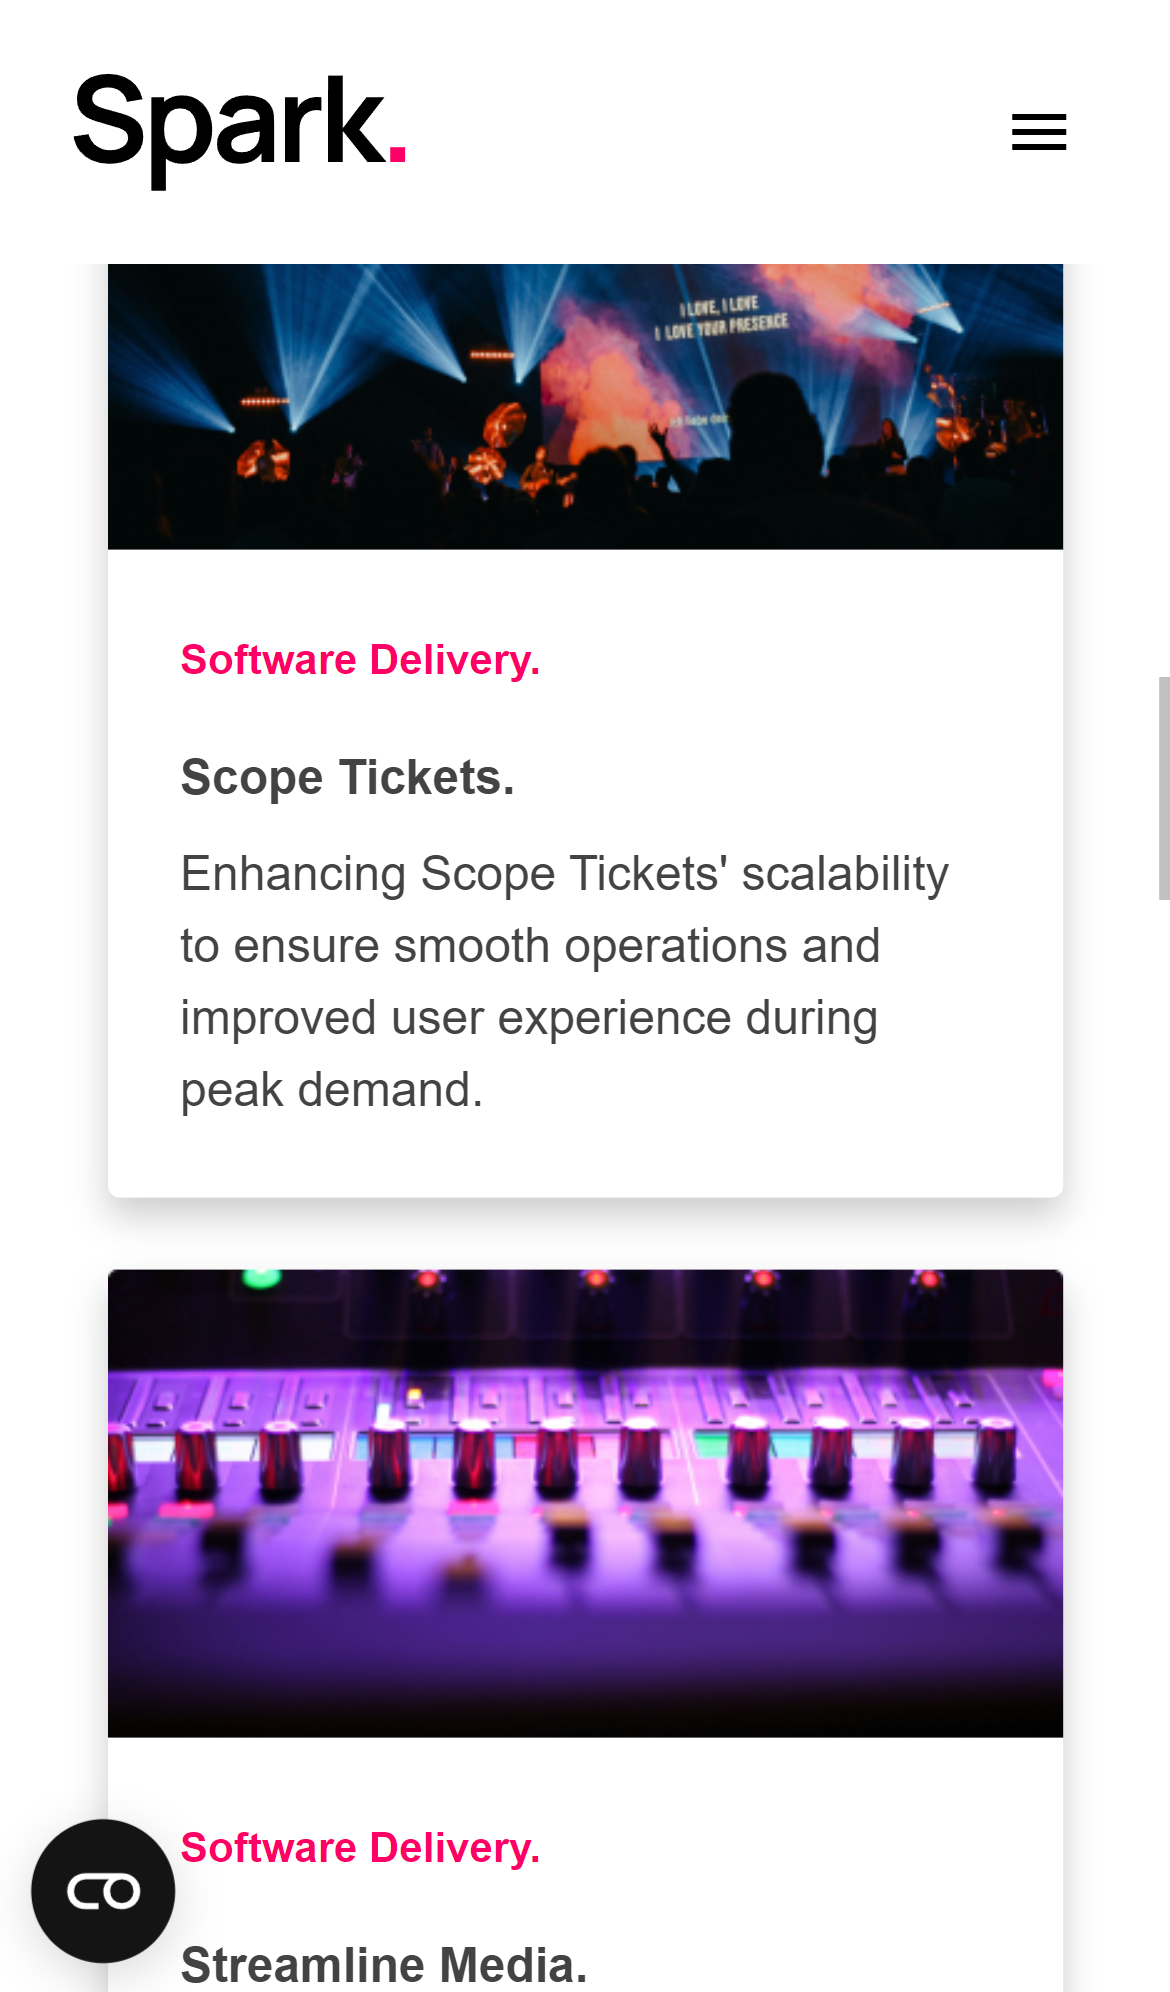 Spark.
I LOVE, I LOVE
I LOVE YOUR PRESENCE
Software Delivery.
Scope Tickets.
Enhancing Scope Tickets' scalability
to ensure smooth operations and
improved user experience during
peak demand.
Software Delivery.
Streamline Media.